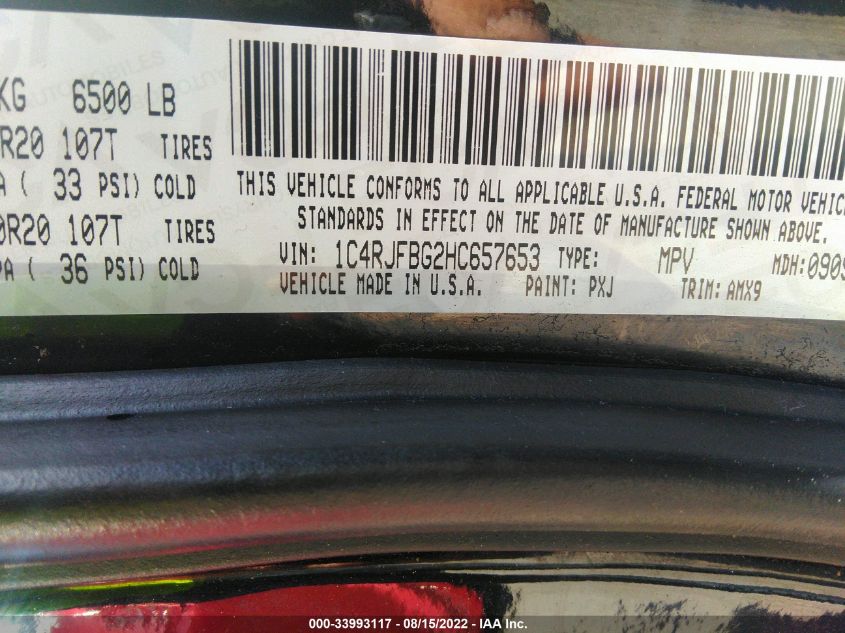 KG 6500 LB
R20 107T TIRES
A ( 33 PSI) COLD
0R20 107T TIRES
PA ( 36 PSI) COLD
THIS VEHICLE CONFORMS TO ALL APPLICABLE U.S.A. FEDERAL MOTOR VEHIC
STANDARDS IN EFFECT ON THE DATE OF MANUFACTURE SHOWN ABOVE.
VIN: 1C4RJFBG2HC657653 TYPE: MPV MDH:0909
VEHICLE MADE IN U.S.A. PAINT: PXJ TRIM: AMX9
000-33993117 - 08/15/2022 - IAA Inc.